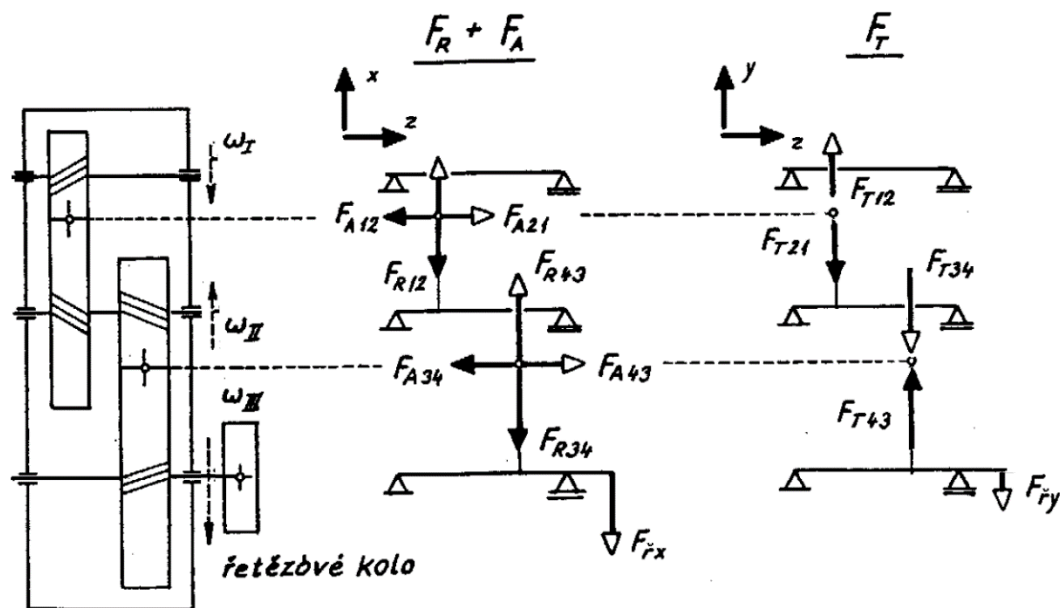 F_R + F_A
F_T
x
z
y
z
ω_I
F_A12
F_A21
F_T12
F_T21
F_R12
F_R43
F_T34
ω_II
F_A34
F_A43
ω_III
F_T43
F_R34
F_řx
F_řy
řetězové kolo